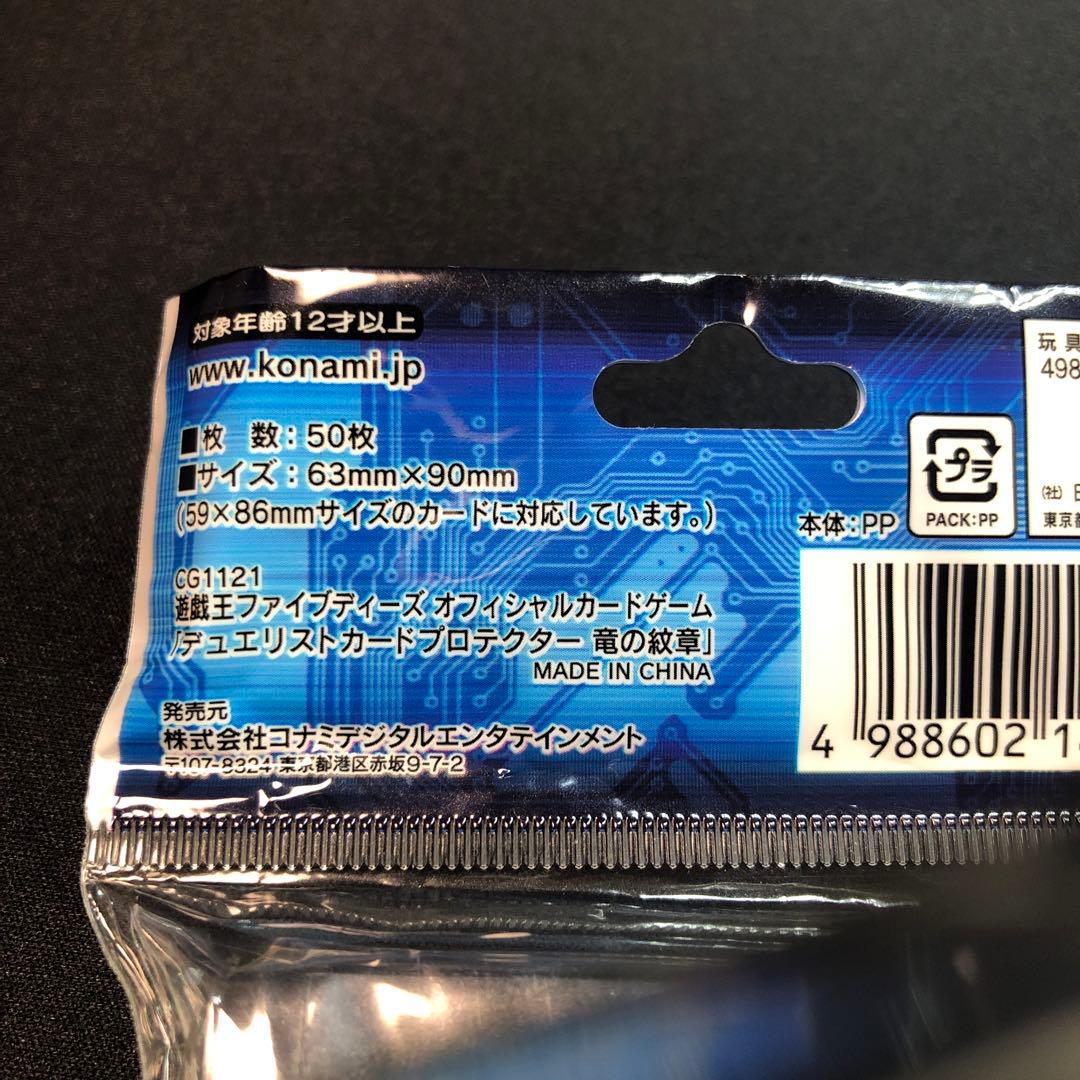 対象年齢12才以上
www.konami.jp
■枚 数：50枚
■サイズ：63mm×90mm
(59×86mmサイズのカードに対応しています。)
CG1121
遊戯王ファイブディーズ オフィシャルカードゲーム
「デュエリストカードプロテクター 竜の紋章」
MADE IN CHINA
発売元
株式会社コナミデジタルエンタテインメント
〒107-8324 東京都港区赤坂9-7-2
本体：PP
プラ
PACK:PP
玩具
498
(社)
東京都
4 988602 1